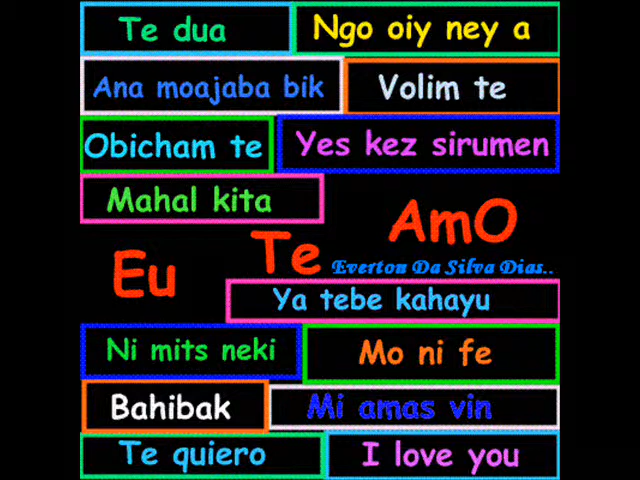 Te dua
Ngo oiy ney a
Ana moajaba bik
Volim te
Obicham te
Yes kez sirumen
Mahal kita
Eu Te AmO
Everton Da Silva Dias..
Ya tebe kahayu
Ni mits neki
Mo ni fe
Bahibak
Mi amas vin
Te quiero
I love you